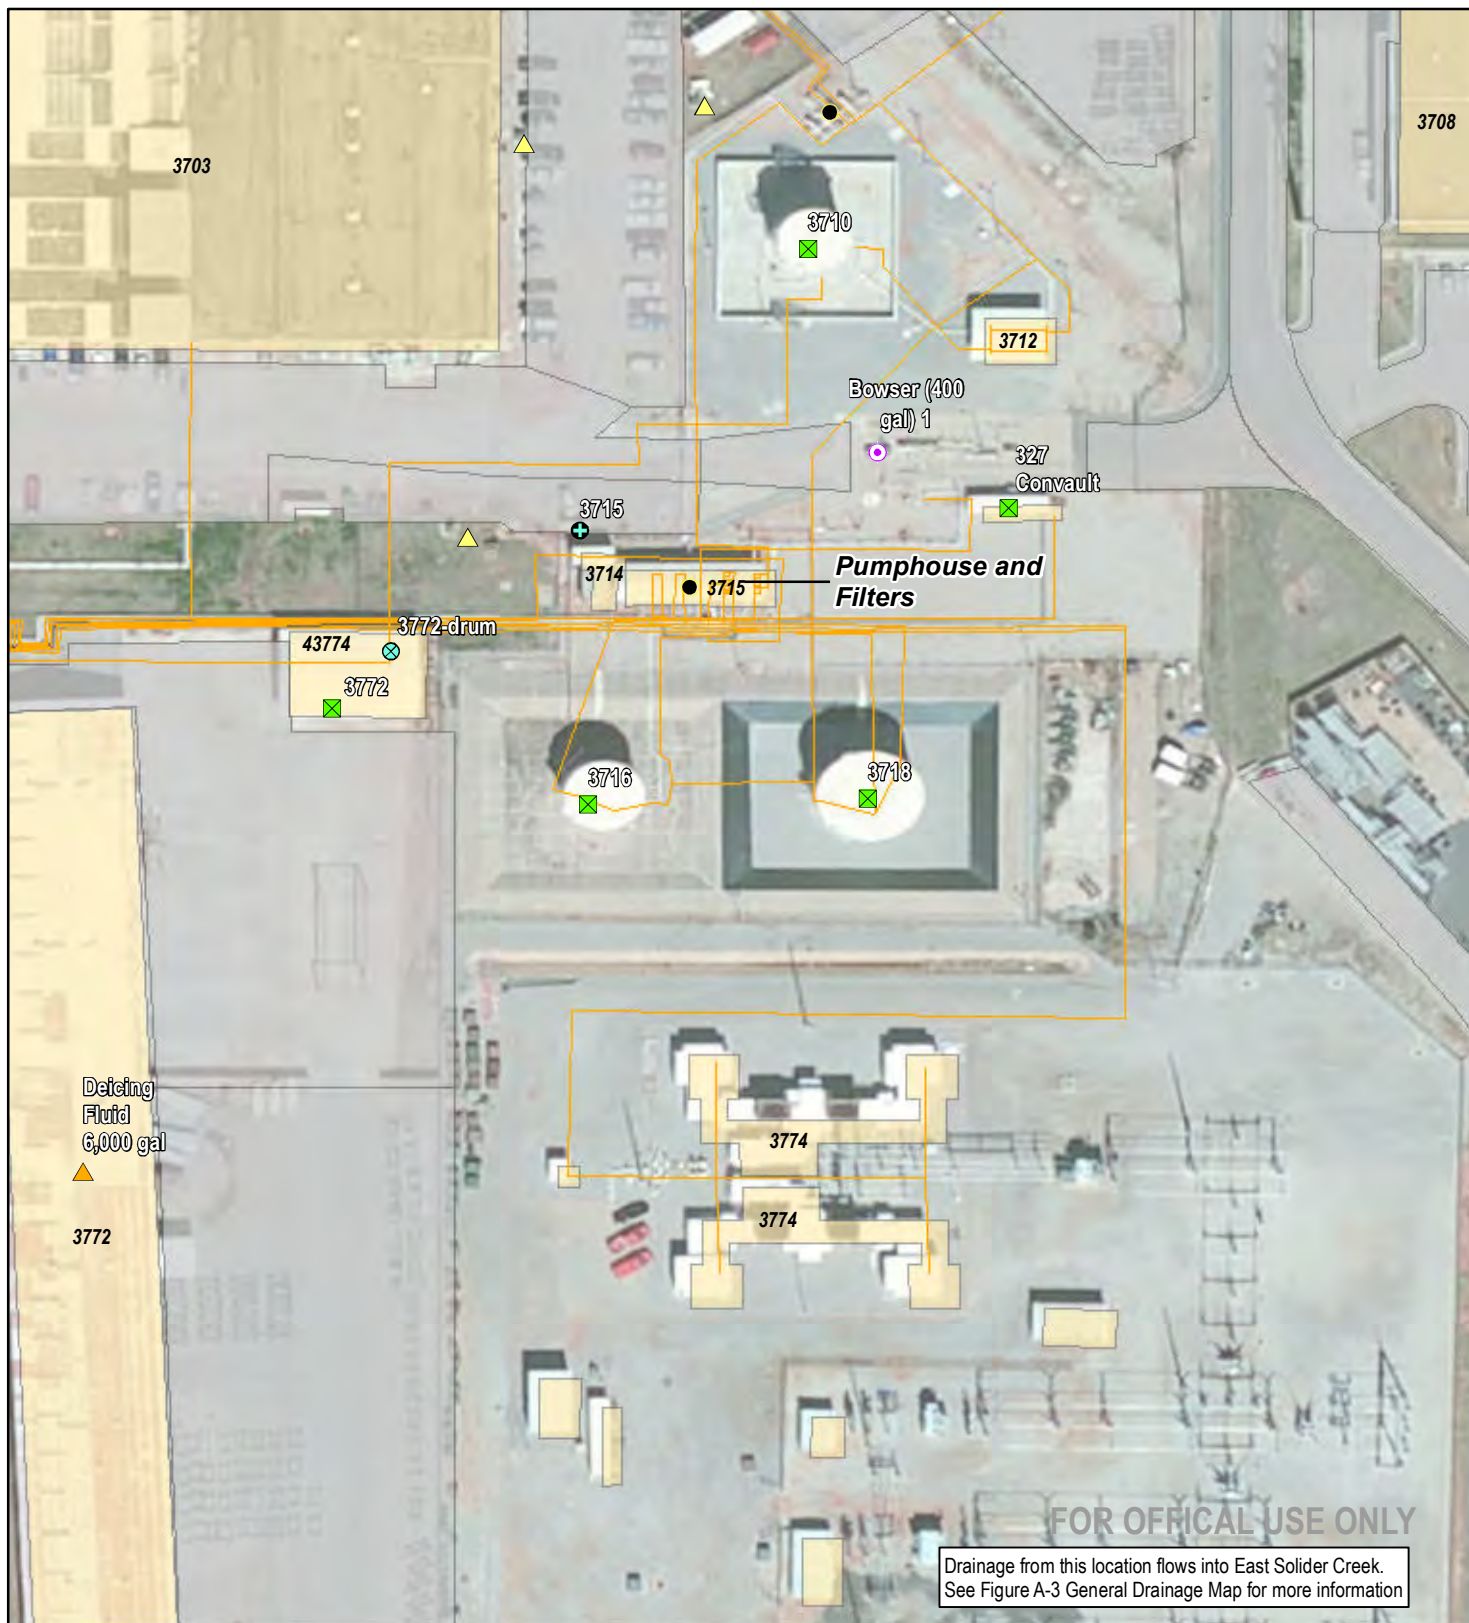 3708
3703
3710
3712
Bowser (400
gal) 1
327
Convault
3715
3714
3715
Pumphouse and
Filters
43774
3772-drum
3772
3716
3718
Deicing
Fluid
6,000 gal
3774
3774
3772
FOR OFFICAL USE ONLY
Drainage from this location flows into East Solider Creek.
See Figure A-3 General Drainage Map for more information